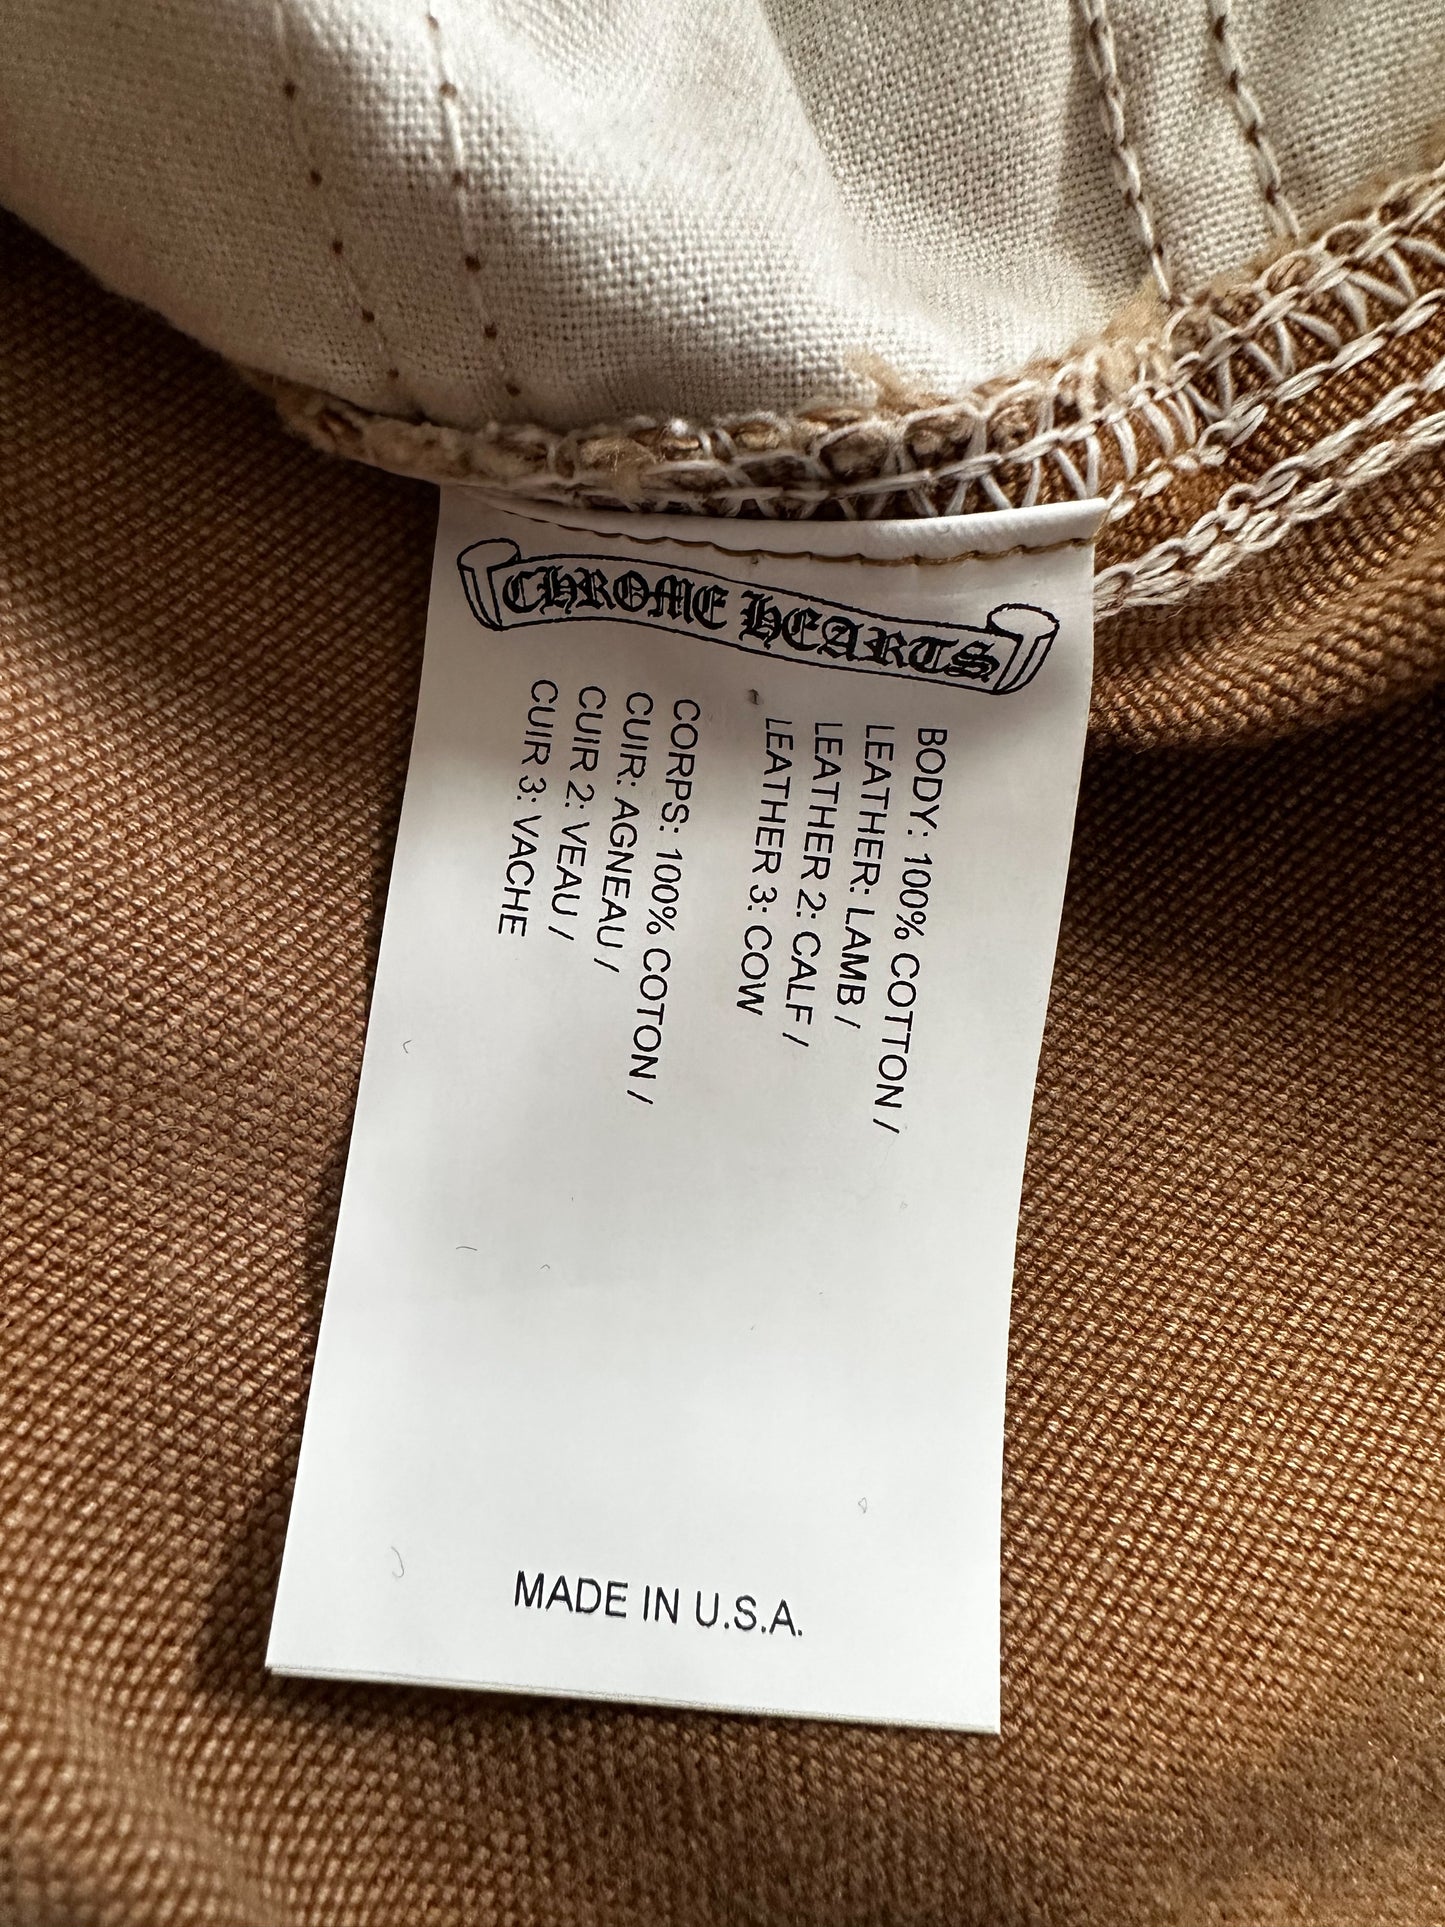 CHROME HEARTS
BODY: 100% COTTON /
LEATHER: LAMB /
LEATHER 2: CALF /
LEATHER 3: COW
CORPS: 100% COTON /
CUIR: AGNEAU /
CUIR 2: VEAU /
CUIR 3: VACHE
MADE IN U.S.A.